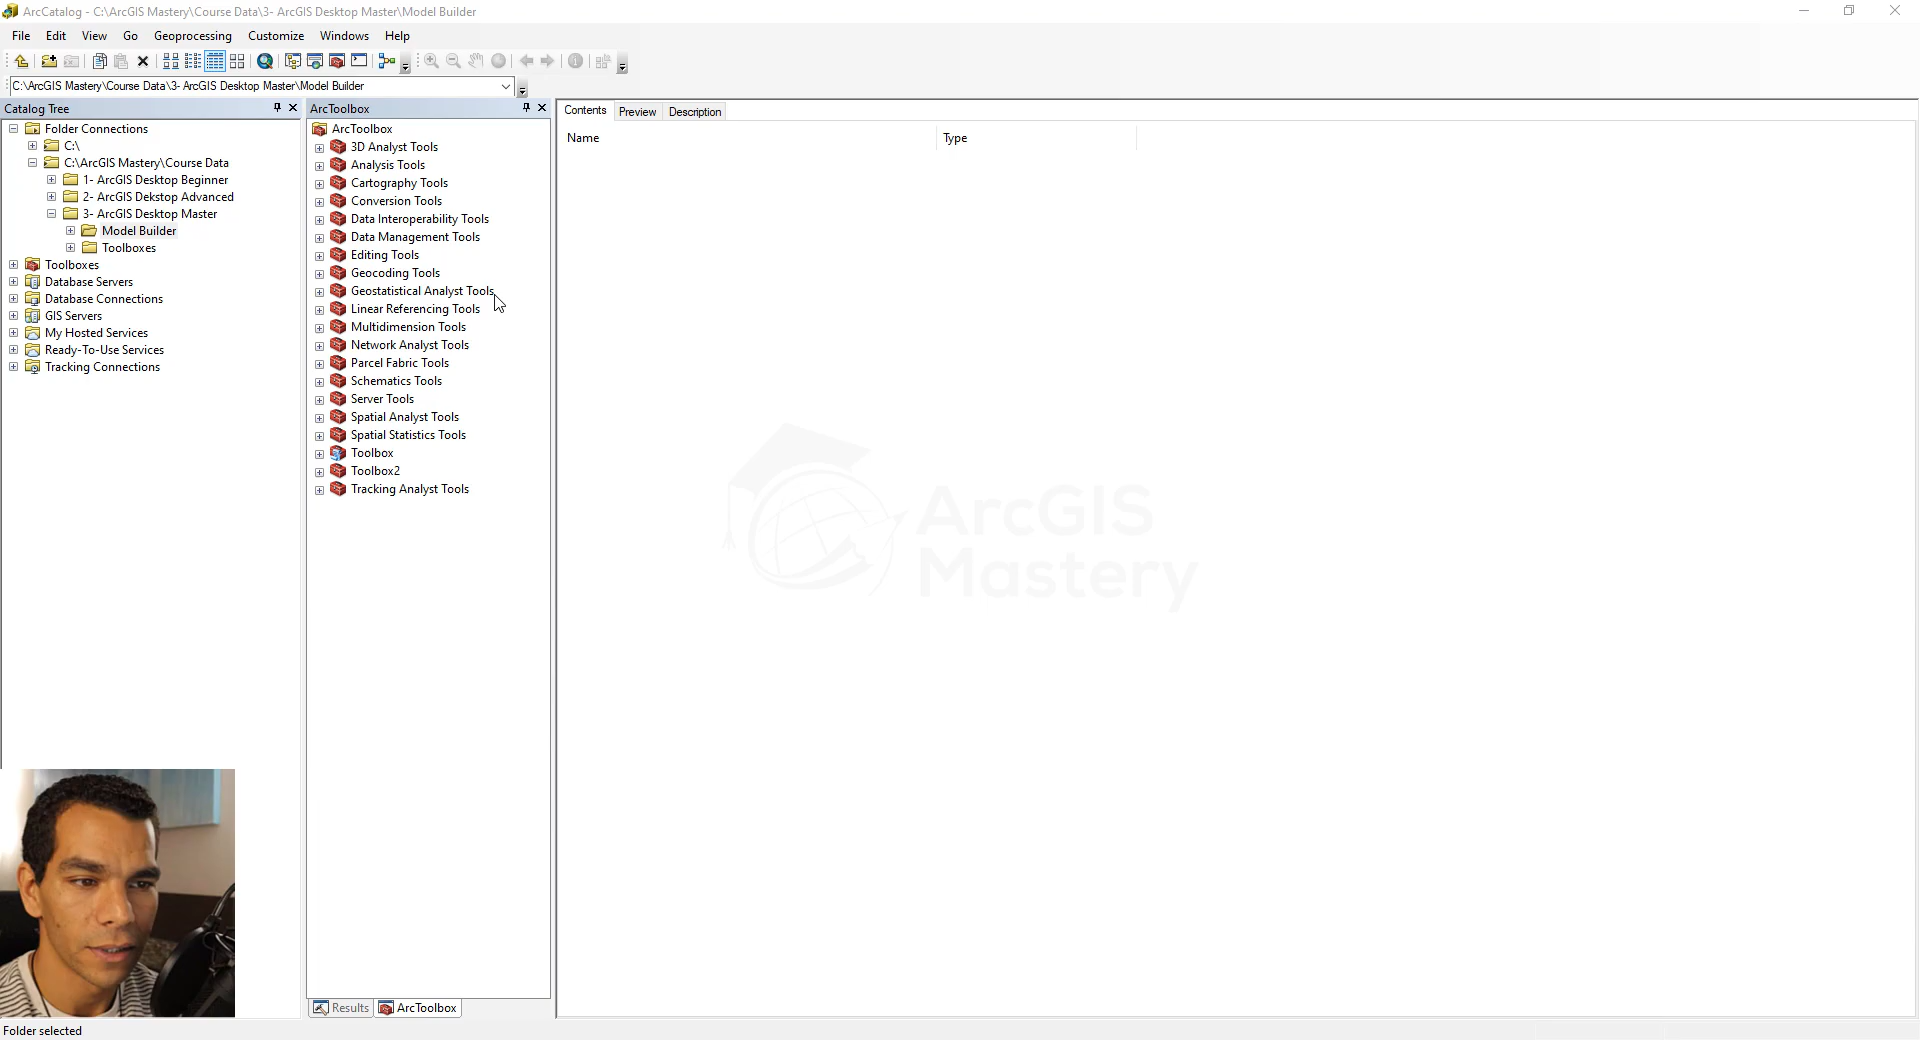 ArcCatalog - C:\ArcGIS Mastery\Course Data\3- ArcGIS Desktop Master\Model Builder
File Edit View Go Geoprocessing Customize Windows Help
C:\ArcGIS Mastery\Course Data\3- ArcGIS Desktop Master\Model Builder
Catalog Tree
Folder Connections
C:\
C:\ArcGIS Mastery\Course Data
1- ArcGIS Desktop Beginner
2- ArcGIS Dekstop Advanced
3- ArcGIS Desktop Master
Model Builder
Toolboxes
Toolboxes
Database Servers
Database Connections
GIS Servers
My Hosted Services
Ready-To-Use Services
Tracking Connections
ArcToolbox
ArcToolbox
3D Analyst Tools
Analysis Tools
Cartography Tools
Conversion Tools
Data Interoperability Tools
Data Management Tools
Editing Tools
Geocoding Tools
Geostatistical Analyst Tools
Linear Referencing Tools
Multidimension Tools
Network Analyst Tools
Parcel Fabric Tools
Schematics Tools
Server Tools
Spatial Analyst Tools
Spatial Statistics Tools
Toolbox
Toolbox2
Tracking Analyst Tools
Results ArcToolbox
Contents Preview Description
Name Type
ArcGIS
Mastery
Folder selected